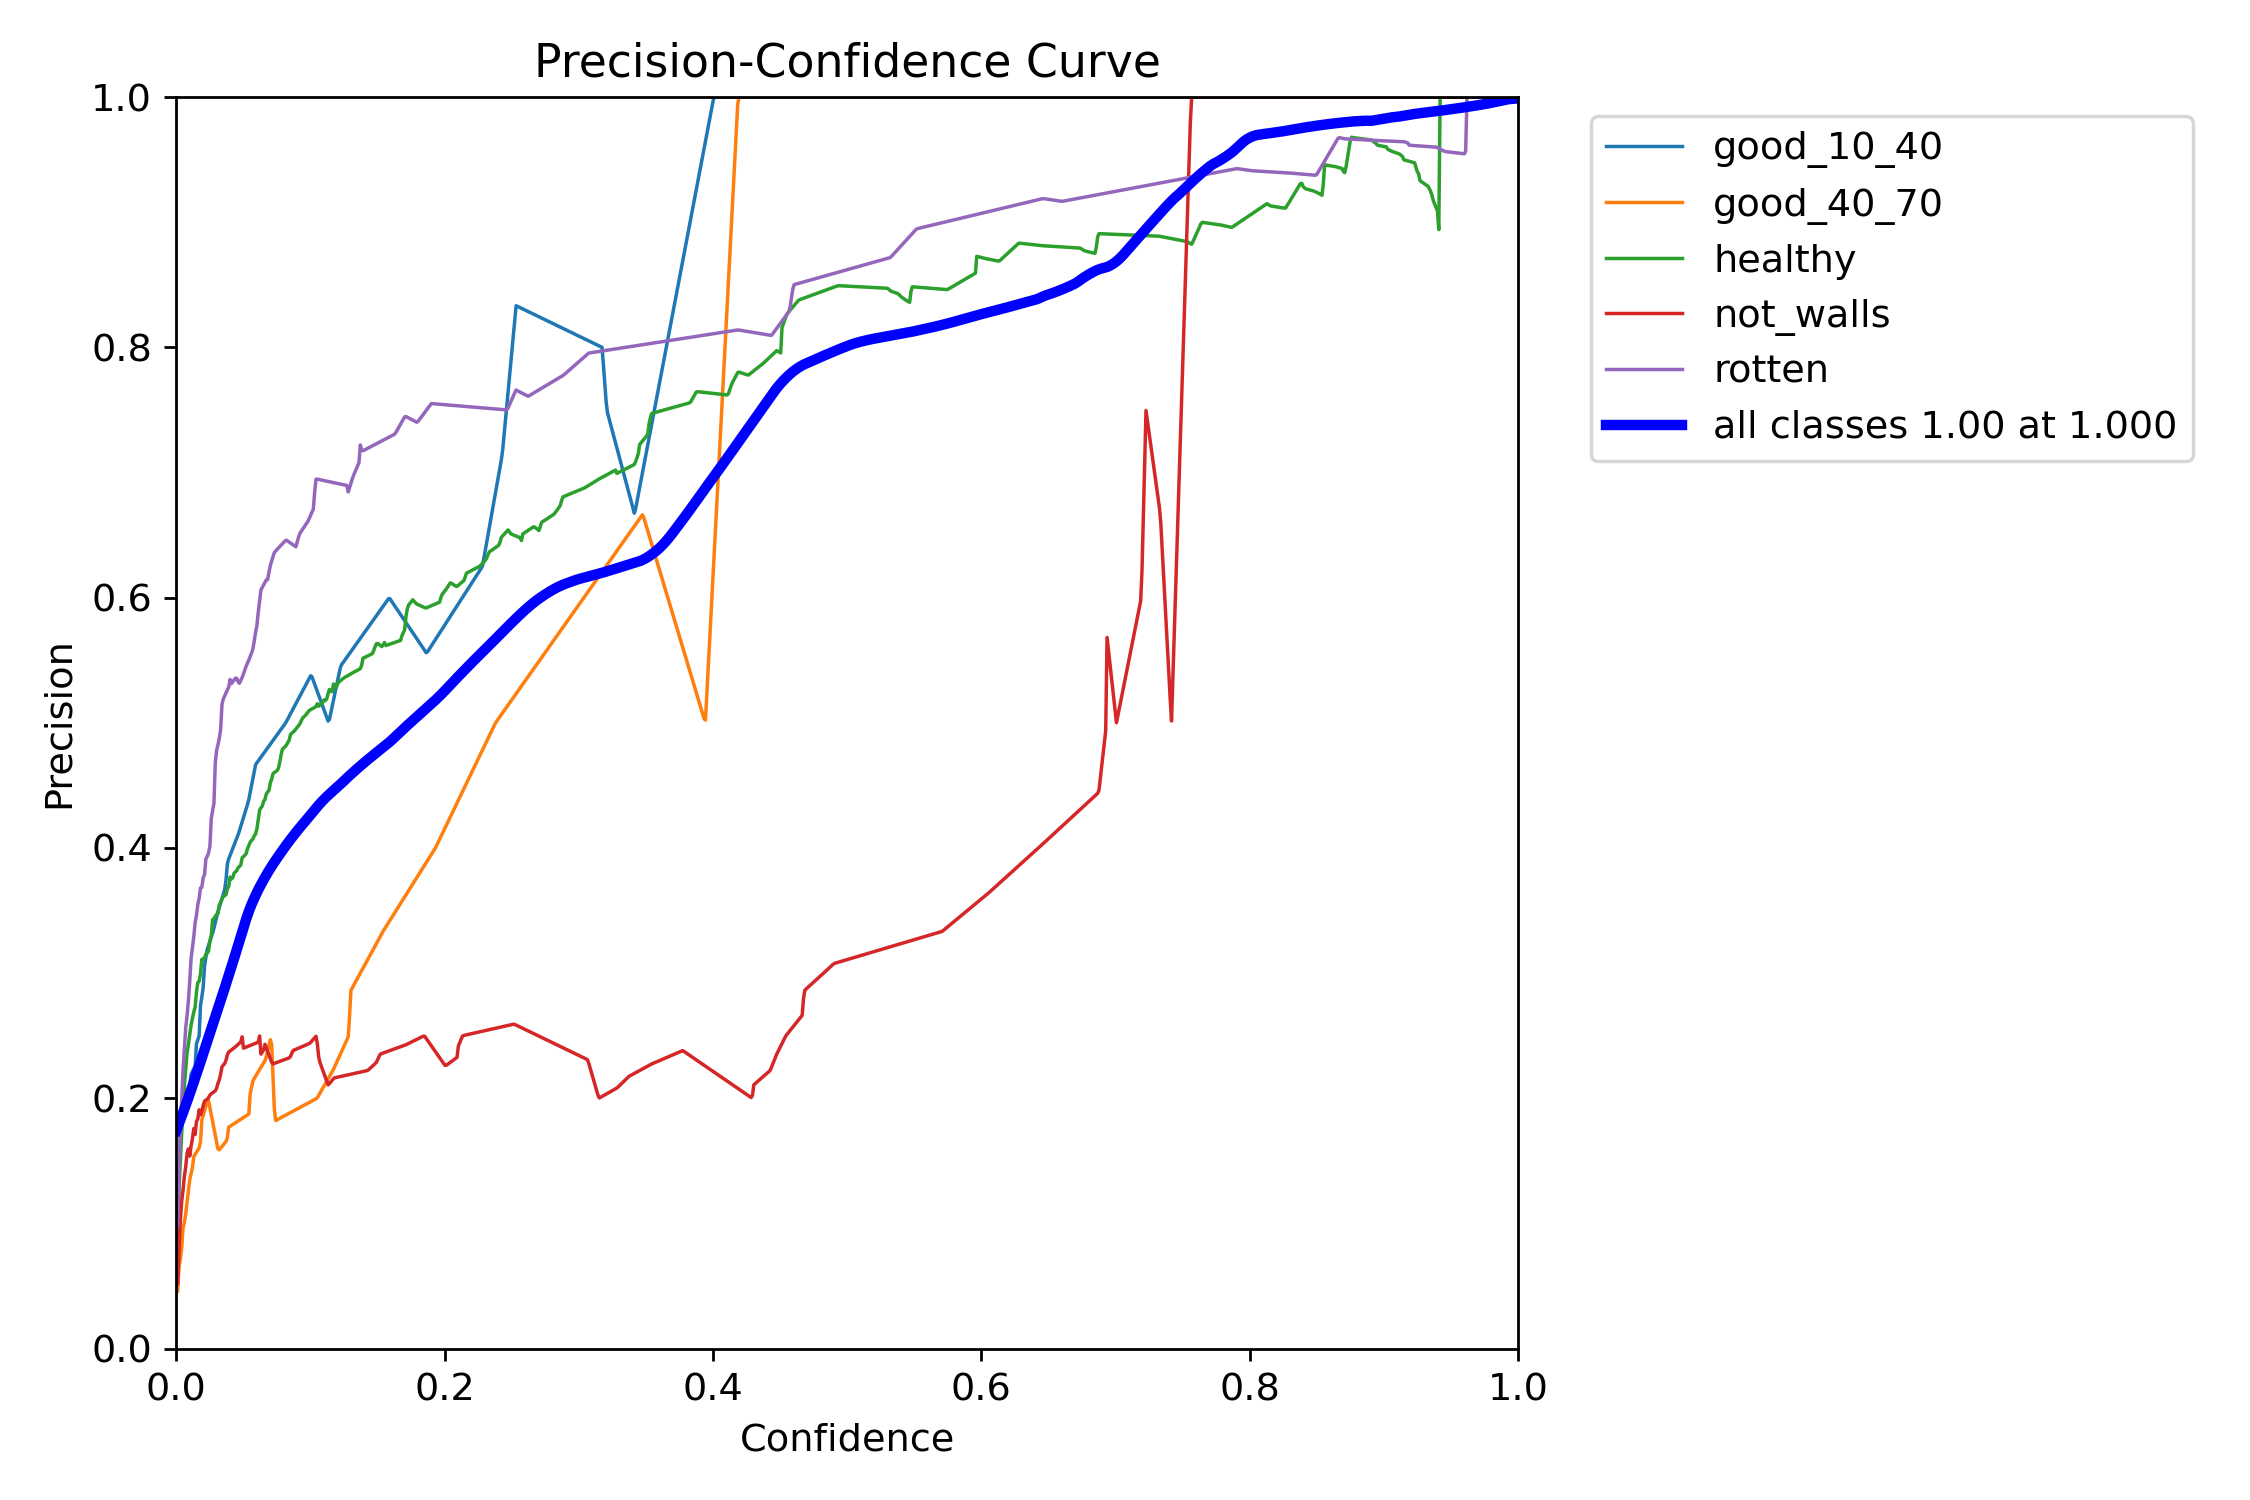 Precision-Confidence Curve
1.0
0.8
0.6
0.4
0.2
0.0
Precision
0.0 0.2 0.4 0.6 0.8 1.0
Confidence
good_10_40
good_40_70
healthy
not_walls
rotten
all classes 1.00 at 1.000